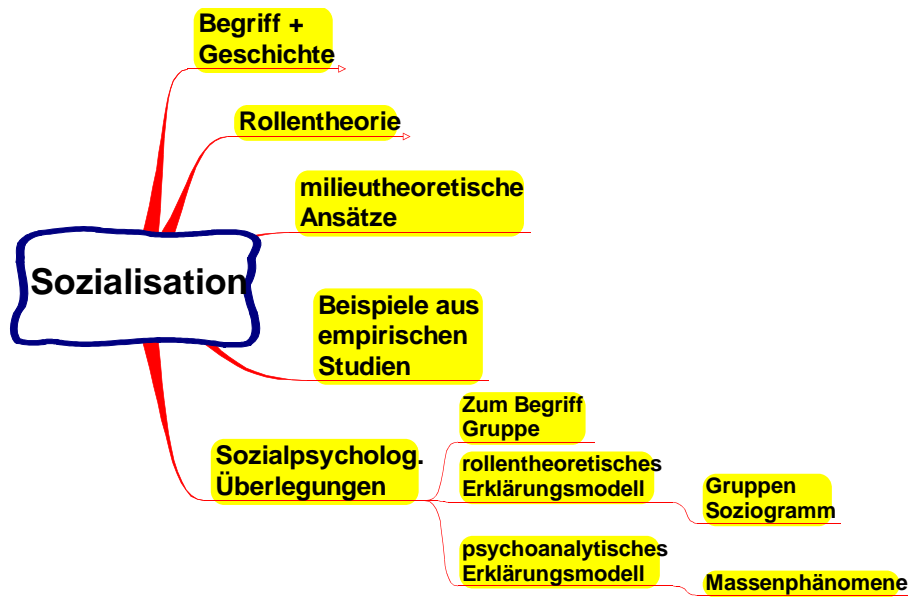 Begriff +
Geschichte
Rollentheorie
milieutheoretische
Ansätze
Sozialisation
Beispiele aus
empirischen
Studien
Sozialpsycholog.
Überlegungen
Zum Begriff
Gruppe
rollentheoretisches
Erklärungsmodell
Gruppen
Soziogramm
psychoanalytisches
Erklärungsmodell
Massenphänomene